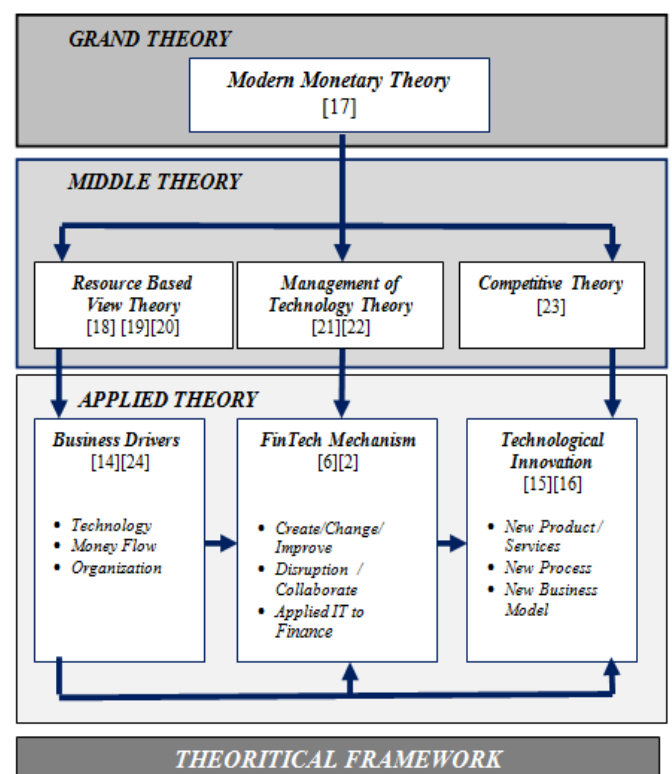 GRAND THEORY
Modern Monetary Theory
[17]
MIDDLE THEORY
Resource Based
View Theory
[18] [19][20]
Management of
Technology Theory
[21][22]
Competitive Theory
[23]
APPLIED THEORY
Business Drivers
[14][24]
• Technology
• Money Flow
• Organization
FinTech Mechanism
[6][2]
• Create/Change/
Improve
• Disruption /
Collaborate
• Applied IT to
Finance
Technological
Innovation
[15][16]
• New Product /
Services
• New Process
• New Business
Model
THEORITICAL FRAMEWORK